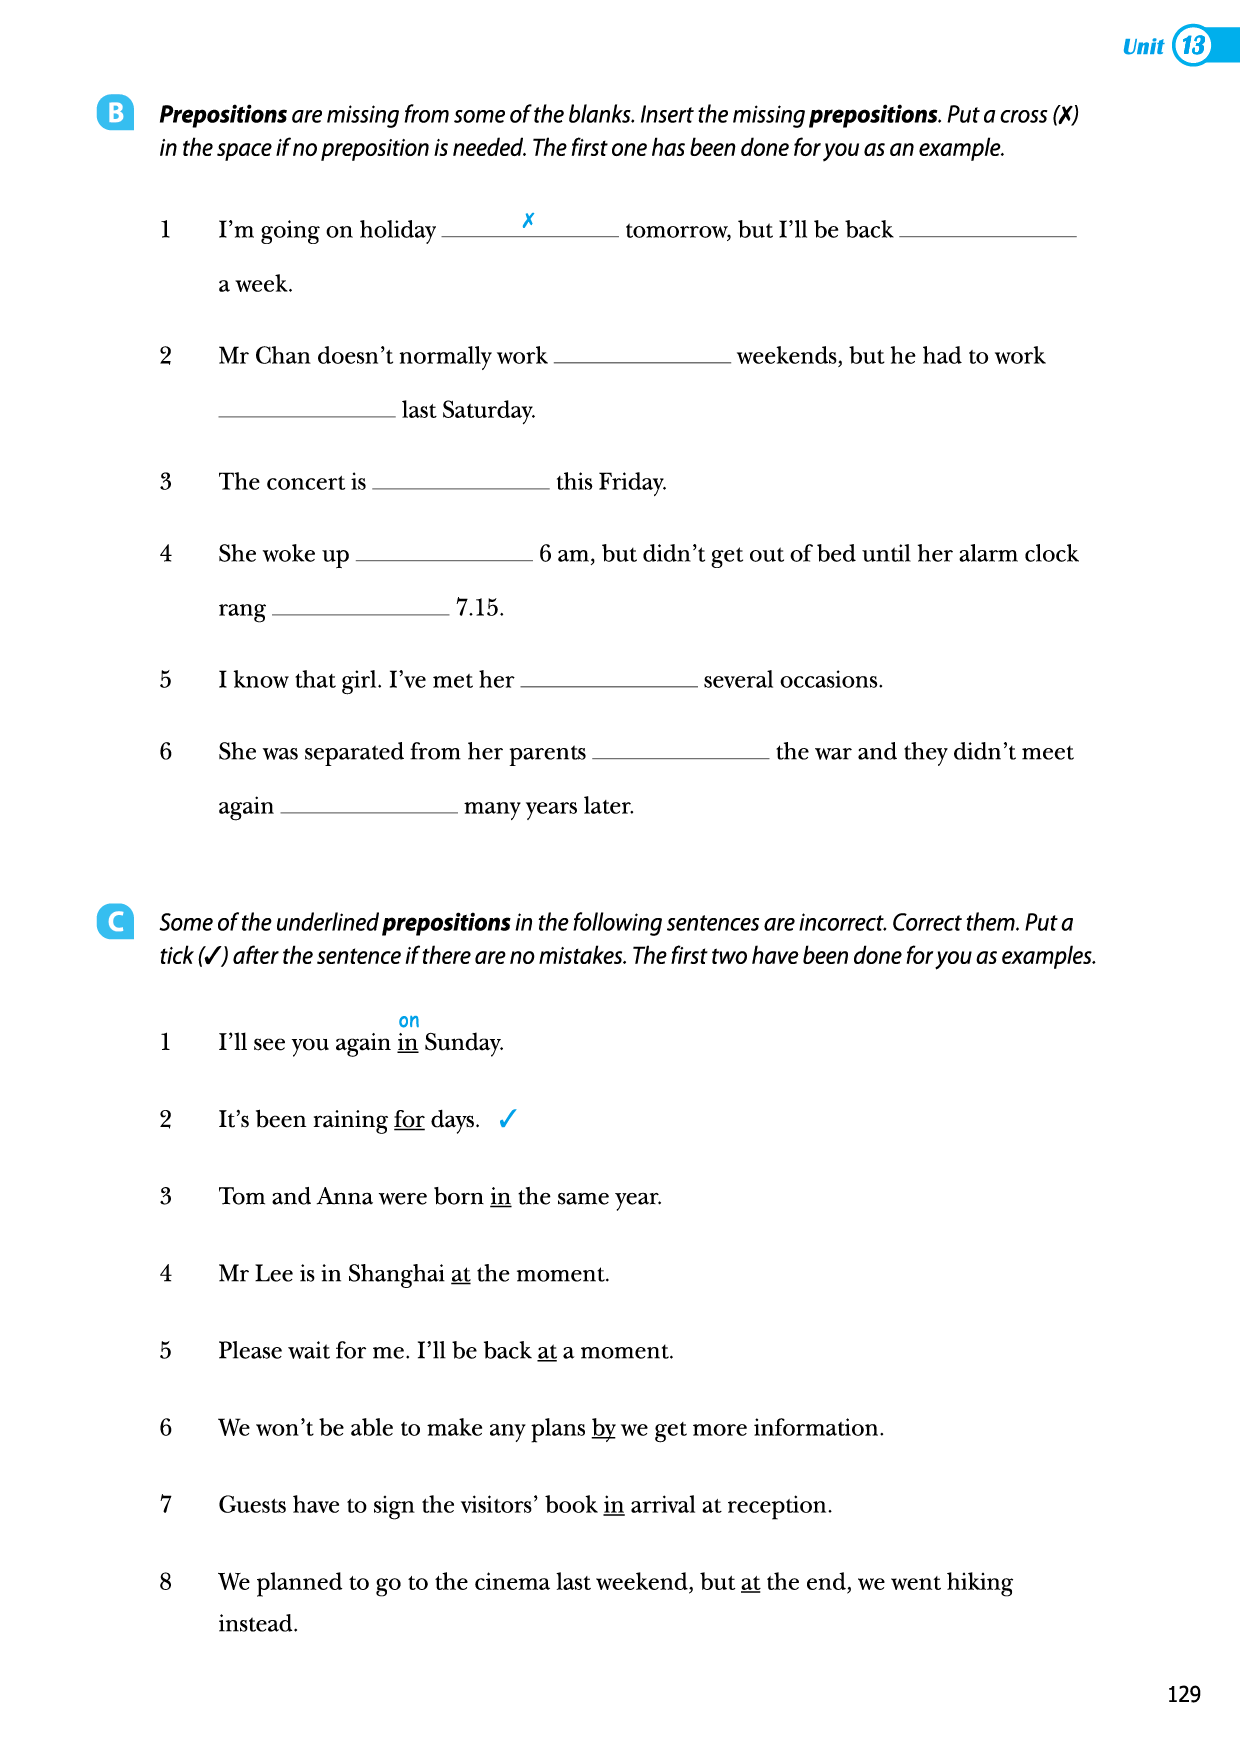 Unit 13
B Prepositions are missing from some of the blanks. Insert the missing prepositions. Put a cross (✗)
in the space if no preposition is needed. The first one has been done for you as an example.
1 I’m going on holiday ______ ✗ ______ tomorrow, but I’ll be back ____________
a week.
2 Mr Chan doesn’t normally work ____________ weekends, but he had to work
____________ last Saturday.
3 The concert is ____________ this Friday.
4 She woke up ____________ 6 am, but didn’t get out of bed until her alarm clock
rang ____________ 7.15.
5 I know that girl. I’ve met her ____________ several occasions.
6 She was separated from her parents ____________ the war and they didn’t meet
again ____________ many years later.
C Some of the underlined prepositions in the following sentences are incorrect. Correct them. Put a
tick (✓) after the sentence if there are no mistakes. The first two have been done for you as examples.
on
1 I’ll see you again in Sunday.
2 It’s been raining for days. ✓
3 Tom and Anna were born in the same year.
4 Mr Lee is in Shanghai at the moment.
5 Please wait for me. I’ll be back at a moment.
6 We won’t be able to make any plans by we get more information.
7 Guests have to sign the visitors’ book in arrival at reception.
8 We planned to go to the cinema last weekend, but at the end, we went hiking
instead.
129